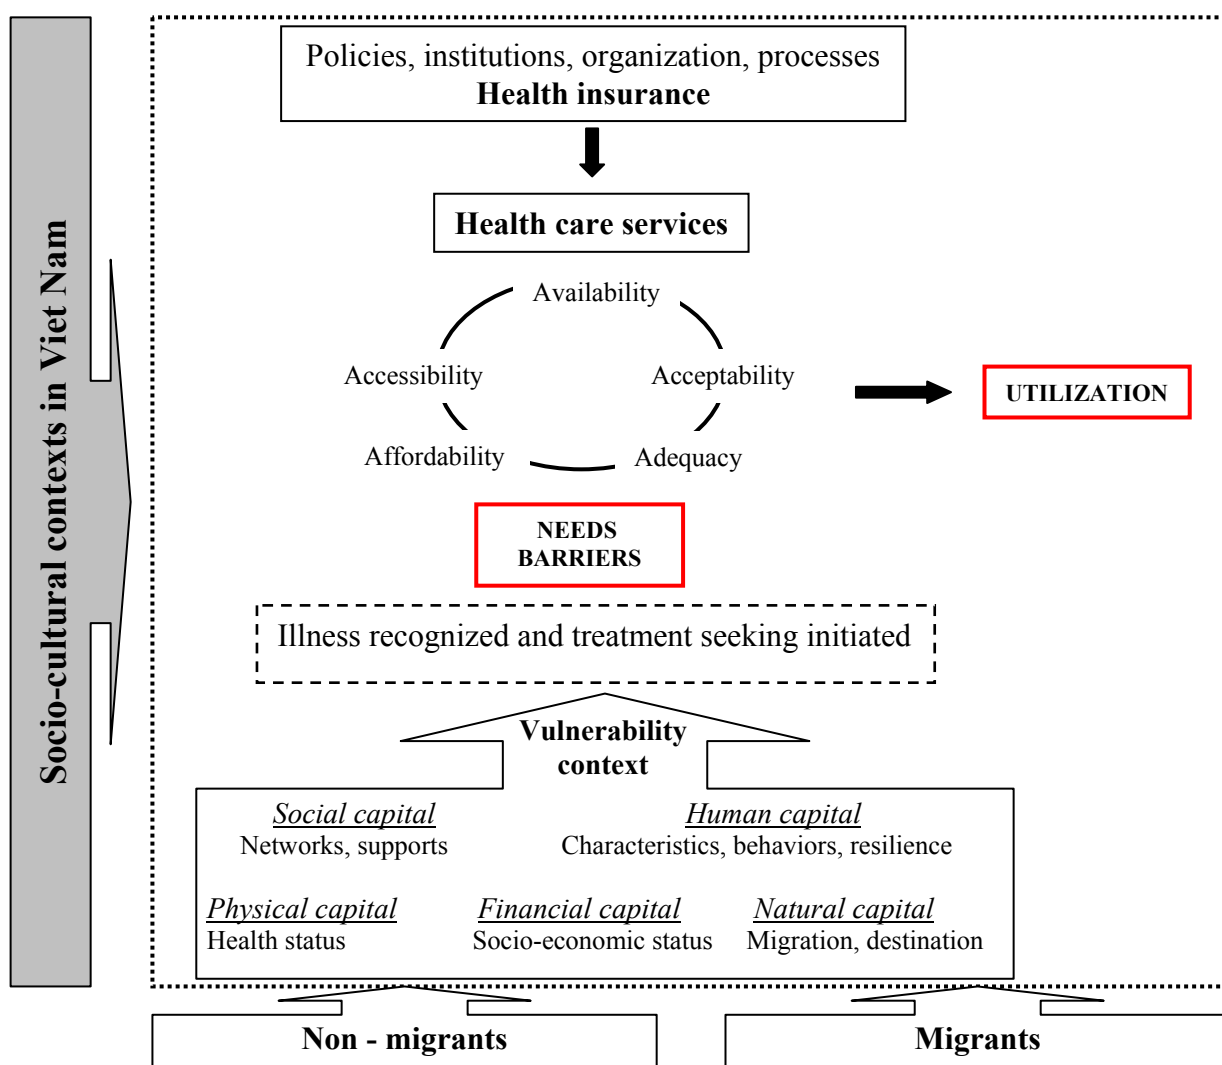 Socio-cultural contexts in Viet Nam
Policies, institutions, organization, processes
Health insurance
Health care services
Availability
Accessibility
Acceptability
Affordability
Adequacy
UTILIZATION
NEEDS
BARRIERS
Illness recognized and treatment seeking initiated
Vulnerability
context
Social capital
Networks, supports
Human capital
Characteristics, behaviors, resilience
Physical capital
Health status
Financial capital
Socio-economic status
Natural capital
Migration, destination
Non - migrants
Migrants